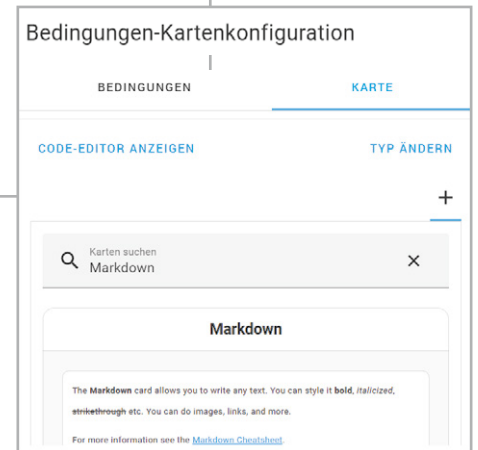 Bedingungen-Kartenkonfiguration
BEDINGUNGEN KARTE
CODE-EDITOR ANZEIGEN TYP ÄNDERN
Karten suchen
Markdown
Markdown
The Markdown card allows you to write any text. You can style it bold, italicized,
strikethrough etc. You can do images, links, and more.
For more information see the Markdown Cheatsheet.